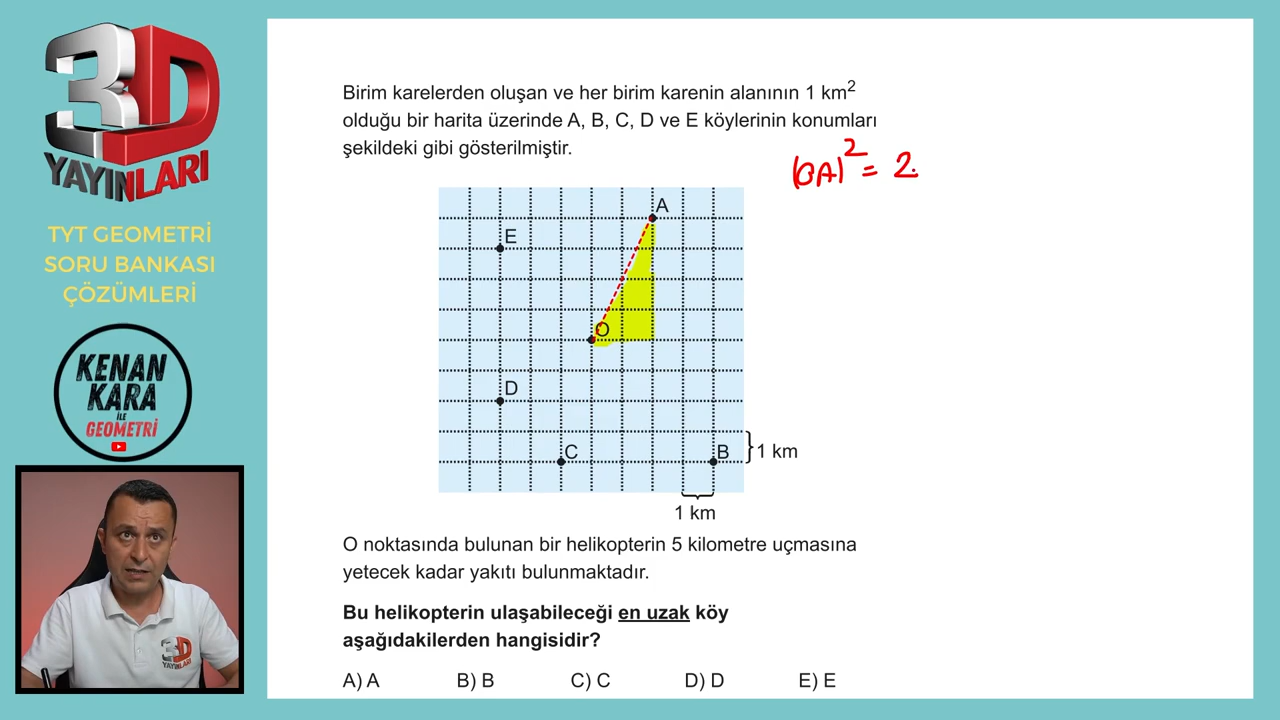 3D
YAYINLARI
TYT GEOMETRİ
SORU BANKASI
ÇÖZÜMLERİ
KENAN
KARA
İLE
GEOMETRİ
3D
YAYINLARI
Birim karelerden oluşan ve her birim karenin alanının 1 km²
olduğu bir harita üzerinde A, B, C, D ve E köylerinin konumları
şekildeki gibi gösterilmiştir.
|OA|² = 2.
A
E
O
D
C
B
1 km
1 km
O noktasında bulunan bir helikopterin 5 kilometre uçmasına
yetecek kadar yakıtı bulunmaktadır.
Bu helikopterin ulaşabileceği en uzak köy
aşağıdakilerden hangisidir?
A) A B) B C) C D) D E) E